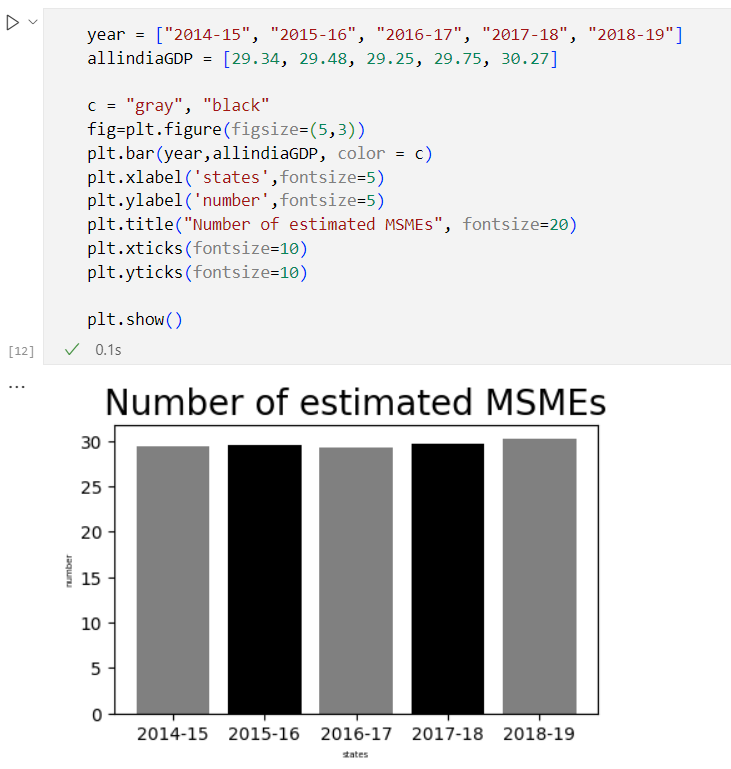 year = ["2014-15", "2015-16", "2016-17", "2017-18", "2018-19"]
allindiaGDP = [29.34, 29.48, 29.25, 29.75, 30.27]
c = "gray", "black"
fig=plt.figure(figsize=(5,3))
plt.bar(year,allindiaGDP, color = c)
plt.xlabel('states',fontsize=5)
plt.ylabel('number',fontsize=5)
plt.title("Number of estimated MSMEs", fontsize=20)
plt.xticks(fontsize=10)
plt.yticks(fontsize=10)
plt.show()
[12] ✓ 0.1s
...
Number of estimated MSMEs
30
25
20
number
15
10
5
0
2014-15 2015-16 2016-17 2017-18 2018-19
states